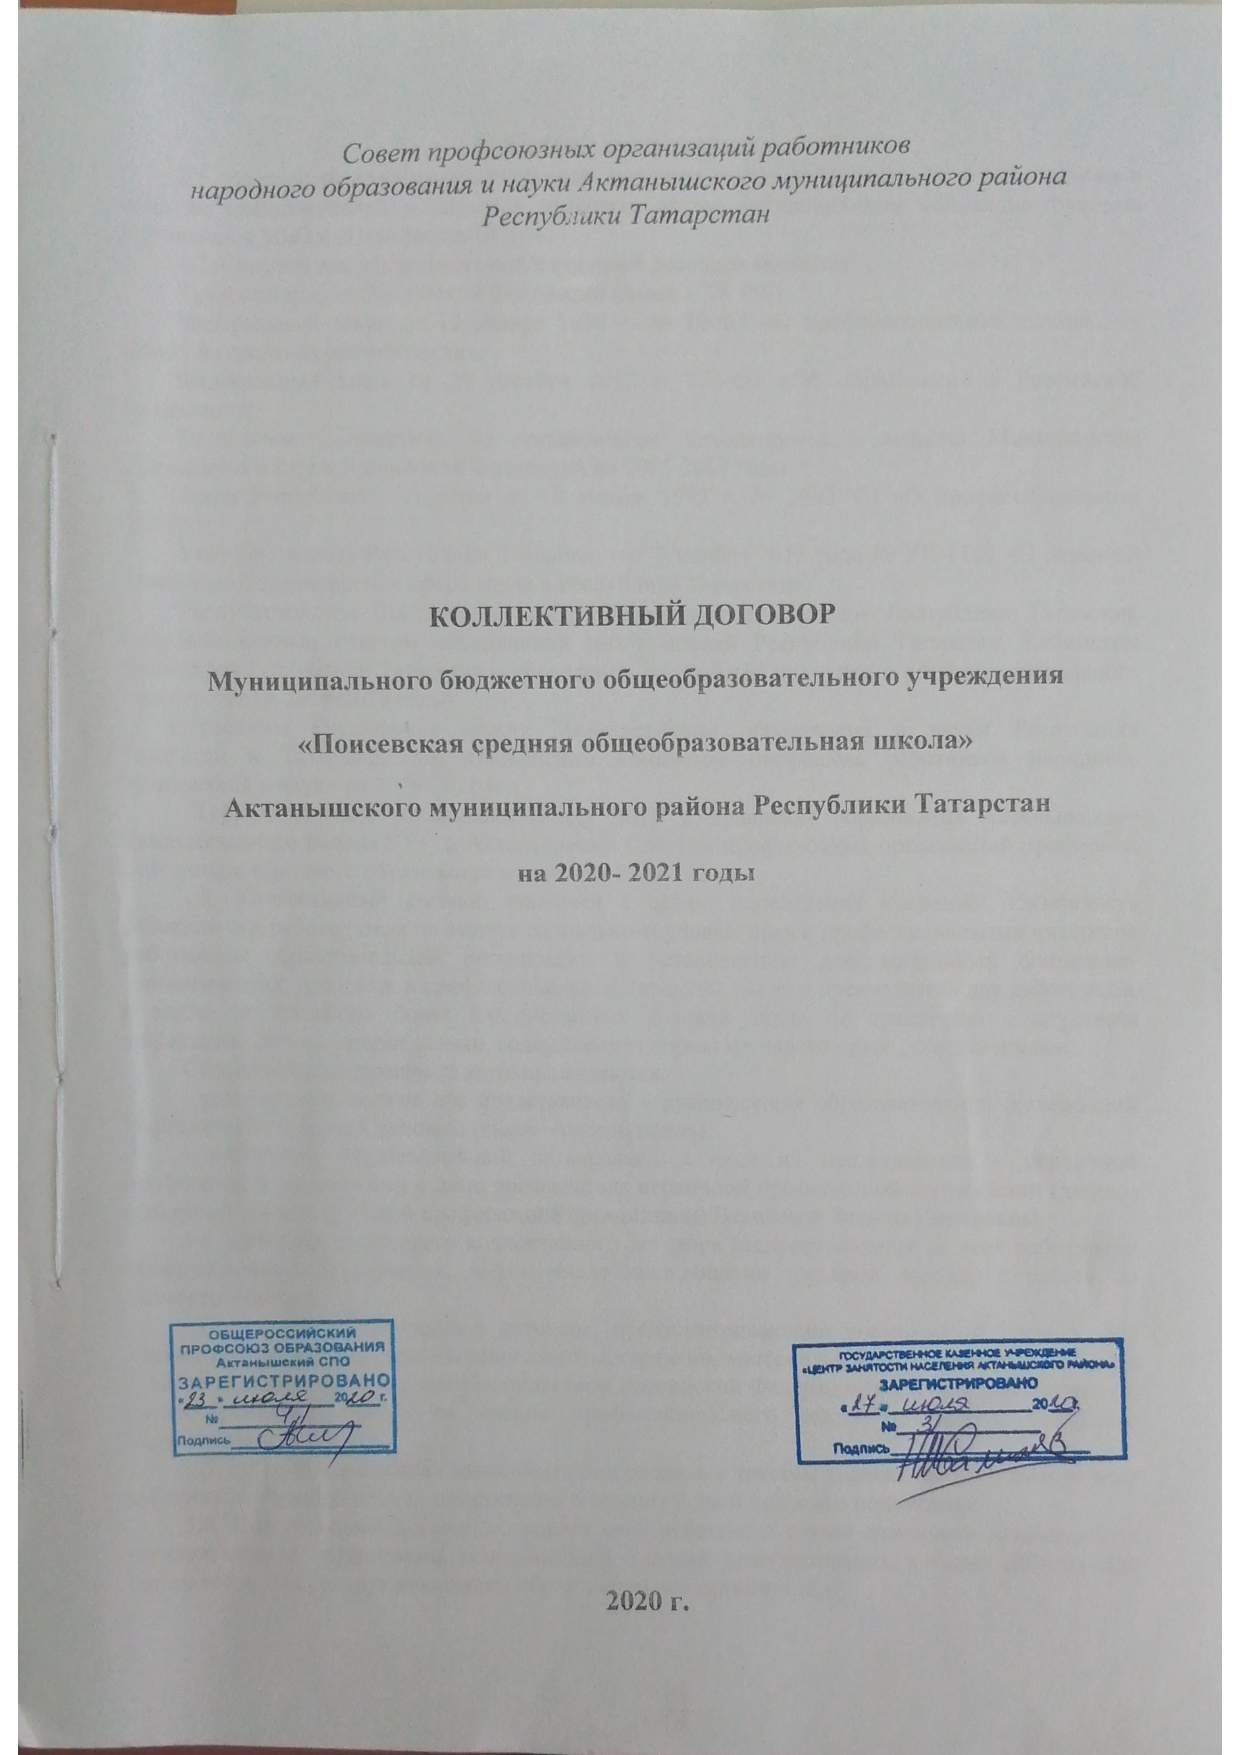 Совет профсоюзных организаций работников
народного образования и науки Актанышского муниципального района
Республики Татарстан
КОЛЛЕКТИВНЫЙ ДОГОВОР
Муниципального бюджетного общеобразовательного учреждения
«Поисевская средняя общеобразовательная школа»
Актанышского муниципального района Республики Татарстан
на 2020- 2021 годы
ОБЩЕРОССИЙСКИЙ
ПРОФСОЮЗ ОБРАЗОВАНИЯ
Актанышский СПО
ЗАРЕГИСТРИРОВАНО
«23» июля 2020 г.
№
Подпись
ГОСУДАРСТВЕННОЕ КАЗЕННОЕ УЧРЕЖДЕНИЕ
«ЦЕНТР ЗАНЯТОСТИ НАСЕЛЕНИЯ АКТАНЫШСКОГО РАЙОНА»
ЗАРЕГИСТРИРОВАНО
«27» июля 2020г.
№ 31
Подпись
2020 г.